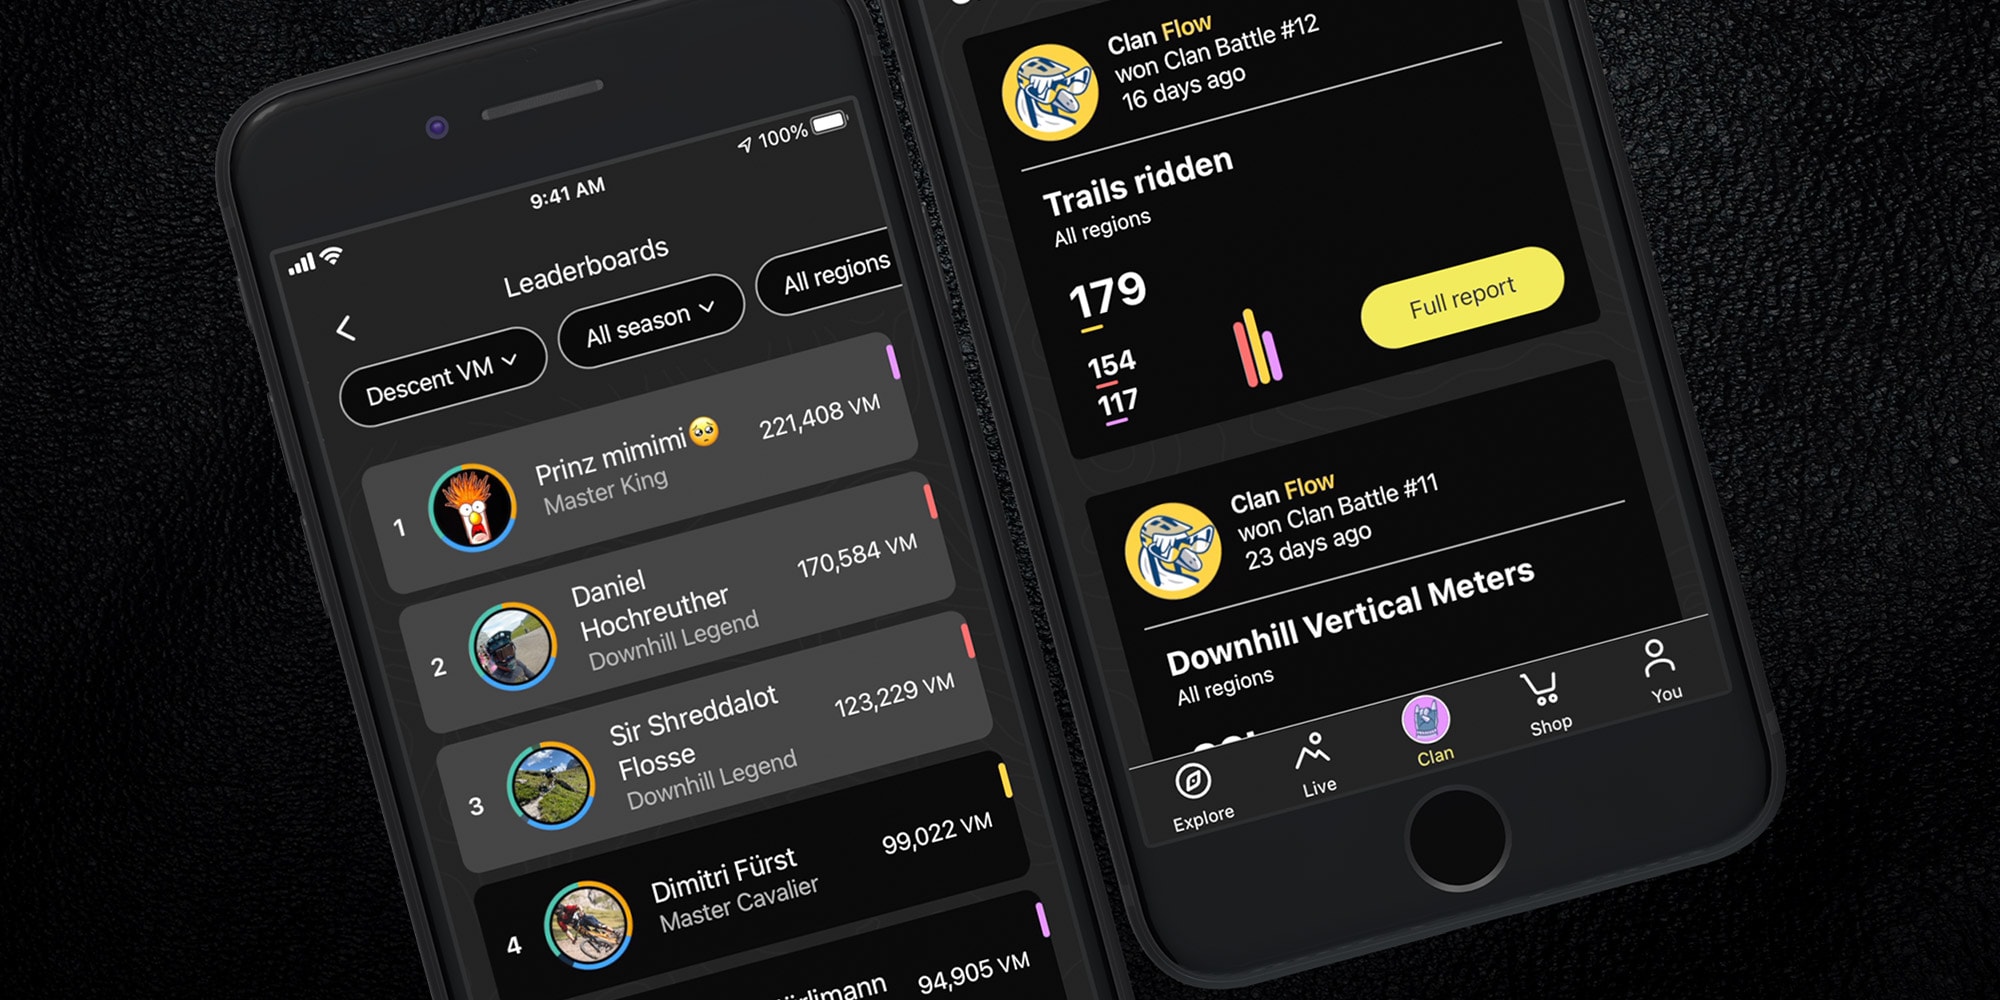 100%
9:41 AM
Leaderboards
Descent VM
All season
All regions
1
Prinz mimimi🥺
Master King
221,408 VM
2
Daniel
Hochreuther
Downhill Legend
170,584 VM
3
Sir Shreddalot
Flosse
Downhill Legend
123,229 VM
4
Dimitri Fürst
Master Cavalier
99,022 VM
94,905 VM
Clan Flow
won Clan Battle #12
16 days ago
Trails ridden
All regions
179
154
117
Full report
Clan Flow
won Clan Battle #11
23 days ago
Downhill Vertical Meters
All regions
Explore
Live
Clan
Shop
You